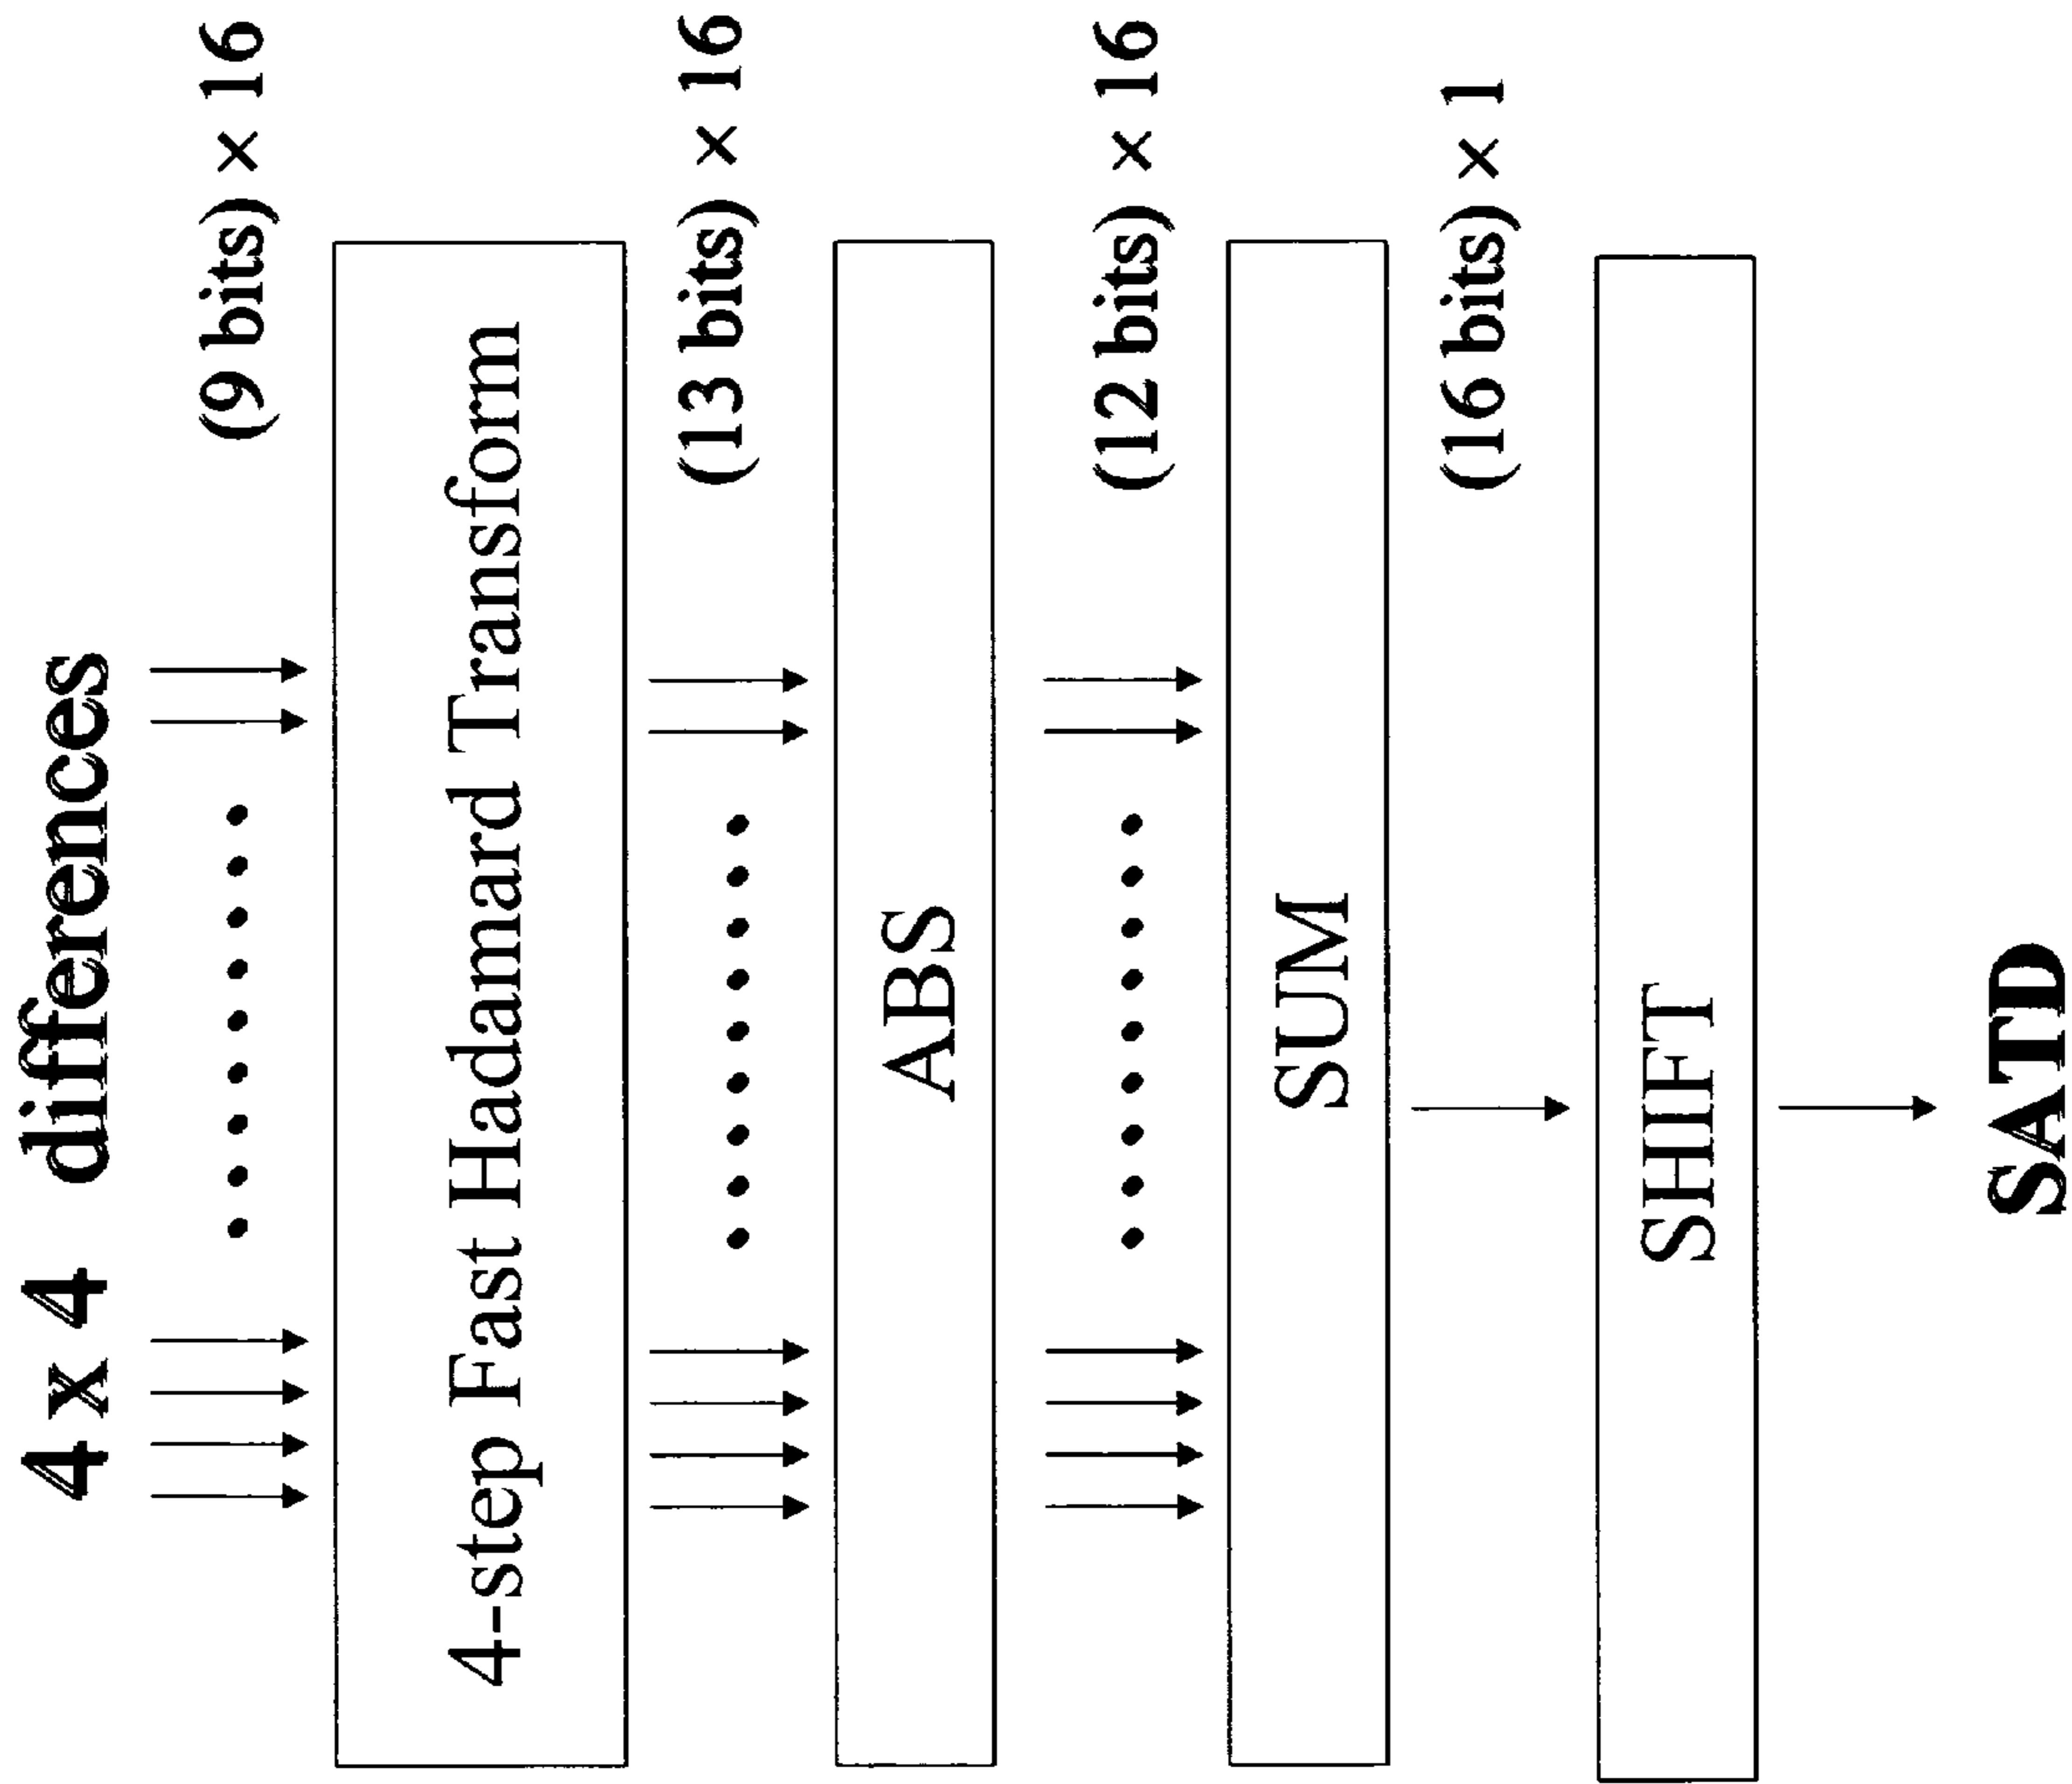 4 x 4 differences
(9 bits) × 16
4-step Fast Hadamard Transform
(13 bits) × 16
ABS
(12 bits) × 16
SUM
(16 bits) × 1
SHIFT
SATD